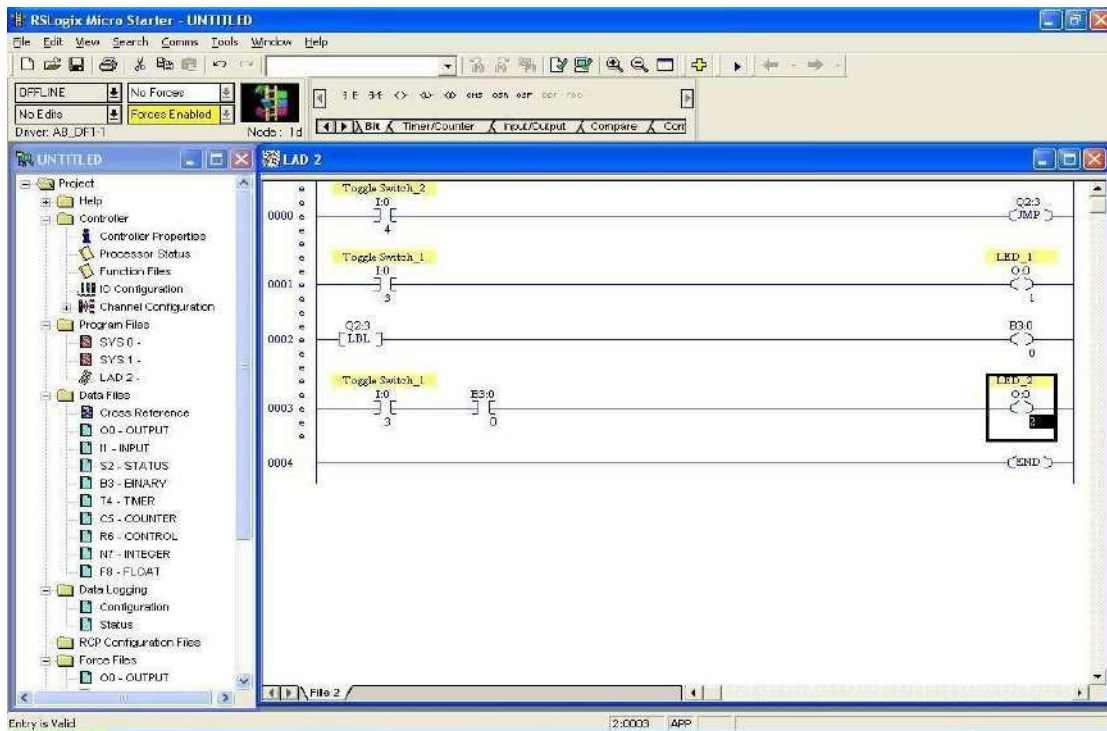 RSLogix Micro Starter - UNTITLED
File Edit View Search Comms Tools Window Help
OFFLINE No Forces
No Edits Forces Enabled
Driver: AB_DF1-1 Node : 1d
Bit Timer/Counter Input/Output Compare
UNTITLED
Project
Help
Controller
Controller Properties
Processor Status
Function Files
IO Configuration
Channel Configuration
Program Files
SYS 0 -
SYS 1 -
LAD 2 -
Data Files
Cross Reference
O0 - OUTPUT
I1 - INPUT
S2 - STATUS
B3 - BINARY
T4 - TIMER
C5 - COUNTER
R6 - CONTROL
N7 - INTEGER
F8 - FLOAT
Data Logging
Configuration
Status
RCP Configuration Files
Force Files
O0 - OUTPUT
LAD 2
Toggle Switch_2
I:0 Q2:3
0000 JMP
4
Toggle Switch_1 LED_1
I:0 O:0
0001
3 1
Q2:3 B3:0
0002 LBL
0
Toggle Switch_1 LED_2
I:0 B3:0 O:0
0003
3 0 2
0004 END
File 2
Entry is Valid 2:0003 APP